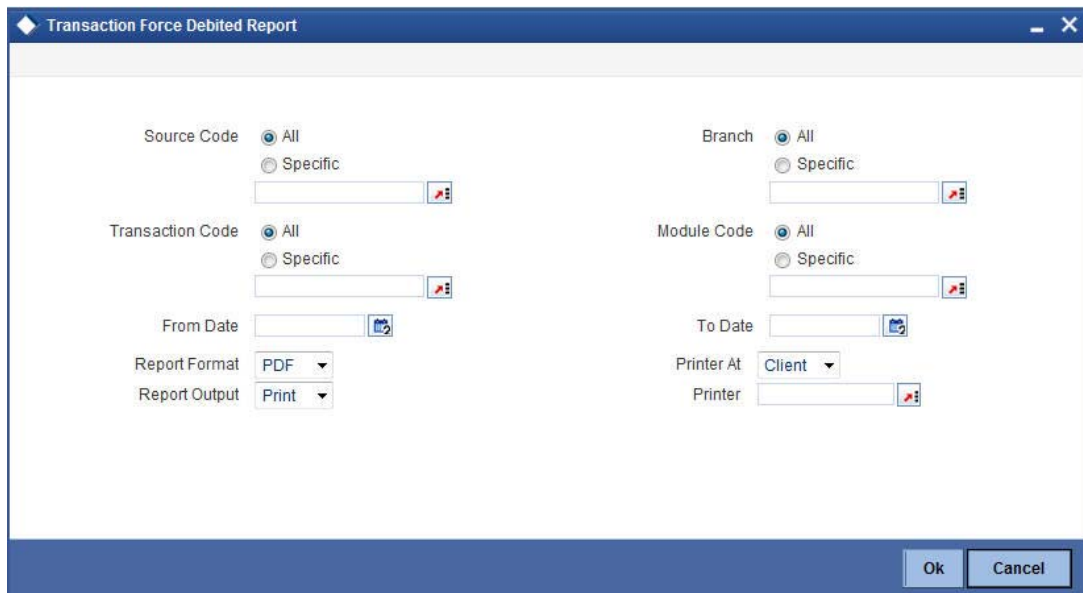 Transaction Force Debited Report
Source Code All
Specific
Branch All
Specific
Transaction Code All
Specific
Module Code All
Specific
From Date
To Date
Report Format PDF
Printer At Client
Report Output Print
Printer
Ok Cancel